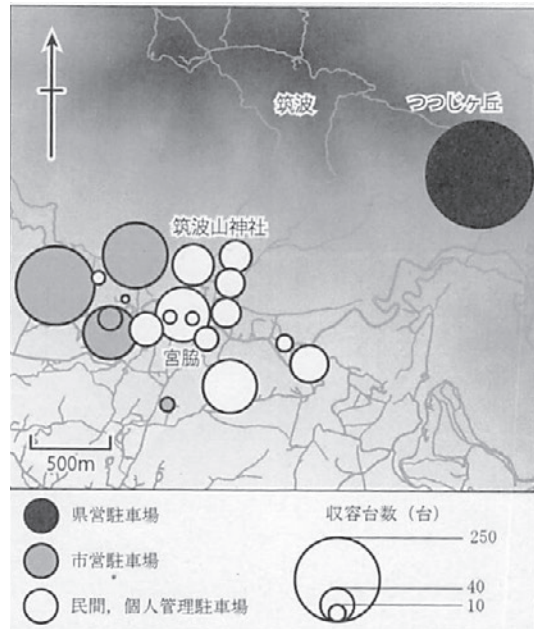 筑波
つつじヶ丘
筑波山神社
宮脇
500m
県営駐車場
市営駐車場
民間，個人管理駐車場
収容台数（台）
250
40
10